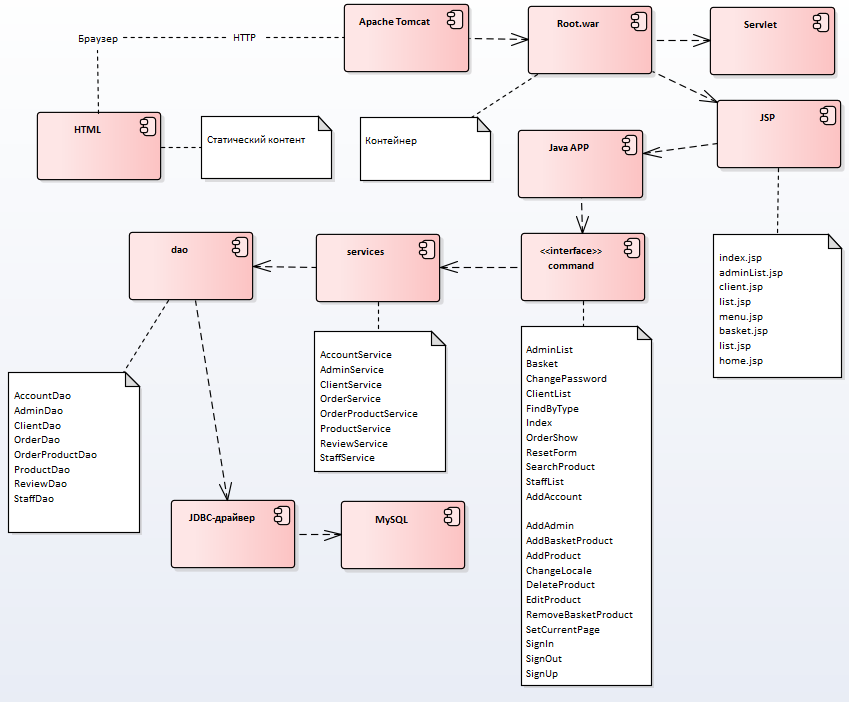 Apache Tomcat
Root.war
Servlet
Браузер
HTTP
HTML
Статический контент
Контейнер
JSP
Java APP
dao
services
<<interface>>
command
index.jsp
adminList.jsp
client.jsp
list.jsp
menu.jsp
basket.jsp
list.jsp
home.jsp
AccountService
AdminService
ClientService
OrderService
OrderProductService
ProductService
ReviewService
StaffService
AdminList
Basket
ChangePassword
ClientList
FindByType
Index
OrderShow
ResetForm
SearchProduct
StaffList
AddAccount
AddAdmin
AddBasketProduct
AddProduct
ChangeLocale
DeleteProduct
EditProduct
RemoveBasketProduct
SetCurrentPage
SignIn
SignOut
SignUp
AccountDao
AdminDao
ClientDao
OrderDao
OrderProductDao
ProductDao
ReviewDao
StaffDao
JDBC-драйвер
MySQL